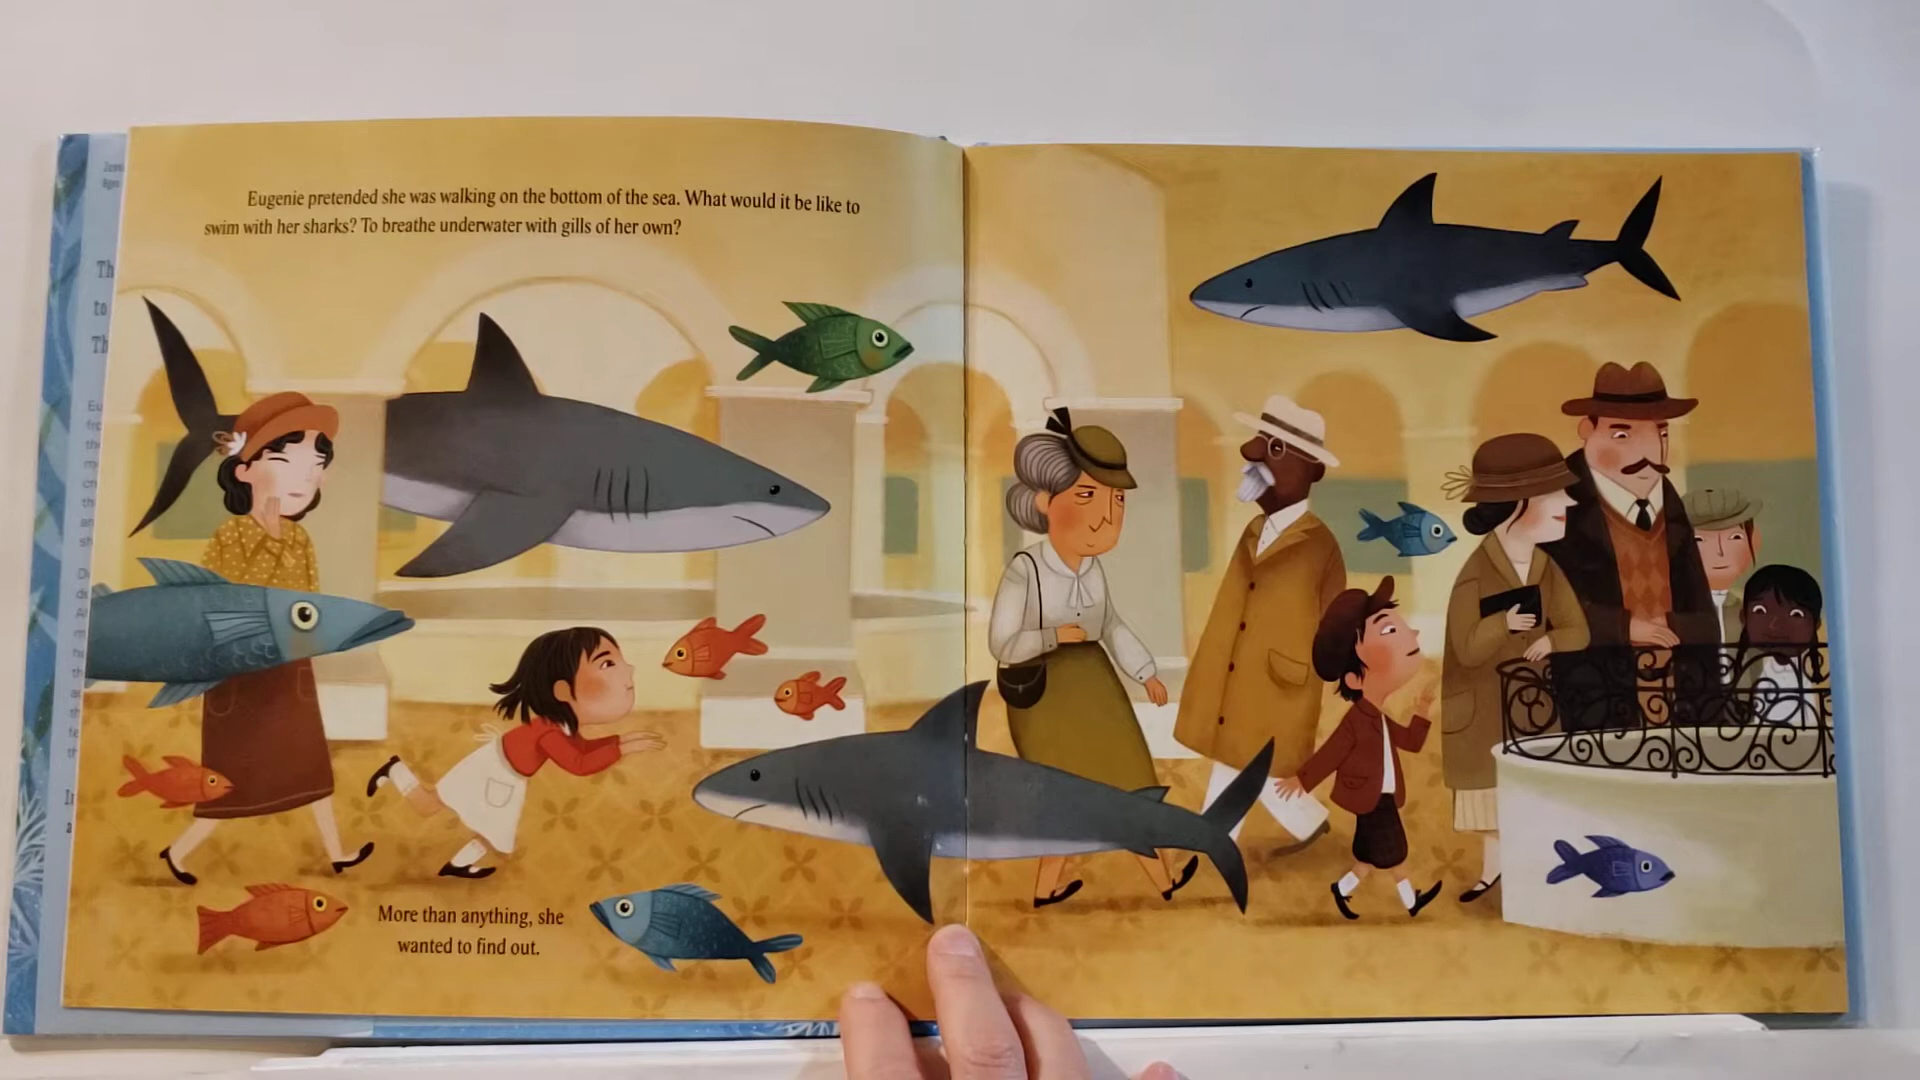 Eugenie pretended she was walking on the bottom of the sea. What would it be like to
swim with her sharks? To breathe underwater with gills of her own?
More than anything, she
wanted to find out.